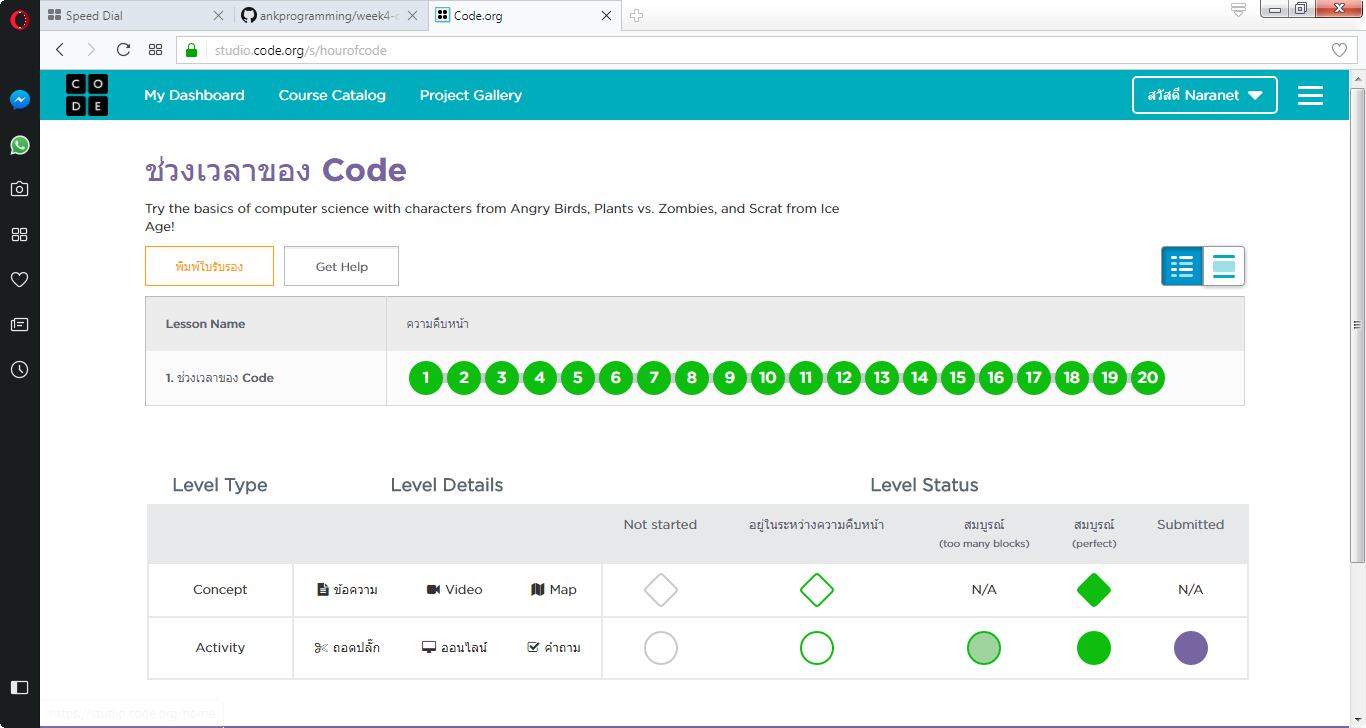 Speed Dial
ankprogramming/week4-c
Code.org
studio.code.org/s/hourofcode
C O
D E
My Dashboard
Course Catalog
Project Gallery
สวัสดี Naranet
ช่วงเวลาของ Code
Try the basics of computer science with characters from Angry Birds, Plants vs. Zombies, and Scrat from Ice
Age!
พิมพ์ใบรับรอง
Get Help
Lesson Name
ความคืบหน้า
1. ช่วงเวลาของ Code
1 2 3 4 5 6 7 8 9 10 11 12 13 14 15 16 17 18 19 20
Level Type
Level Details
Level Status
Not started
อยู่ในระหว่างความคืบหน้า
สมบูรณ์
(too many blocks)
สมบูรณ์
(perfect)
Submitted
Concept
ข้อความ
Video
Map
N/A
N/A
Activity
ถอดปลั๊ก
ออนไลน์
คำถาม
https://studio.code.org/home